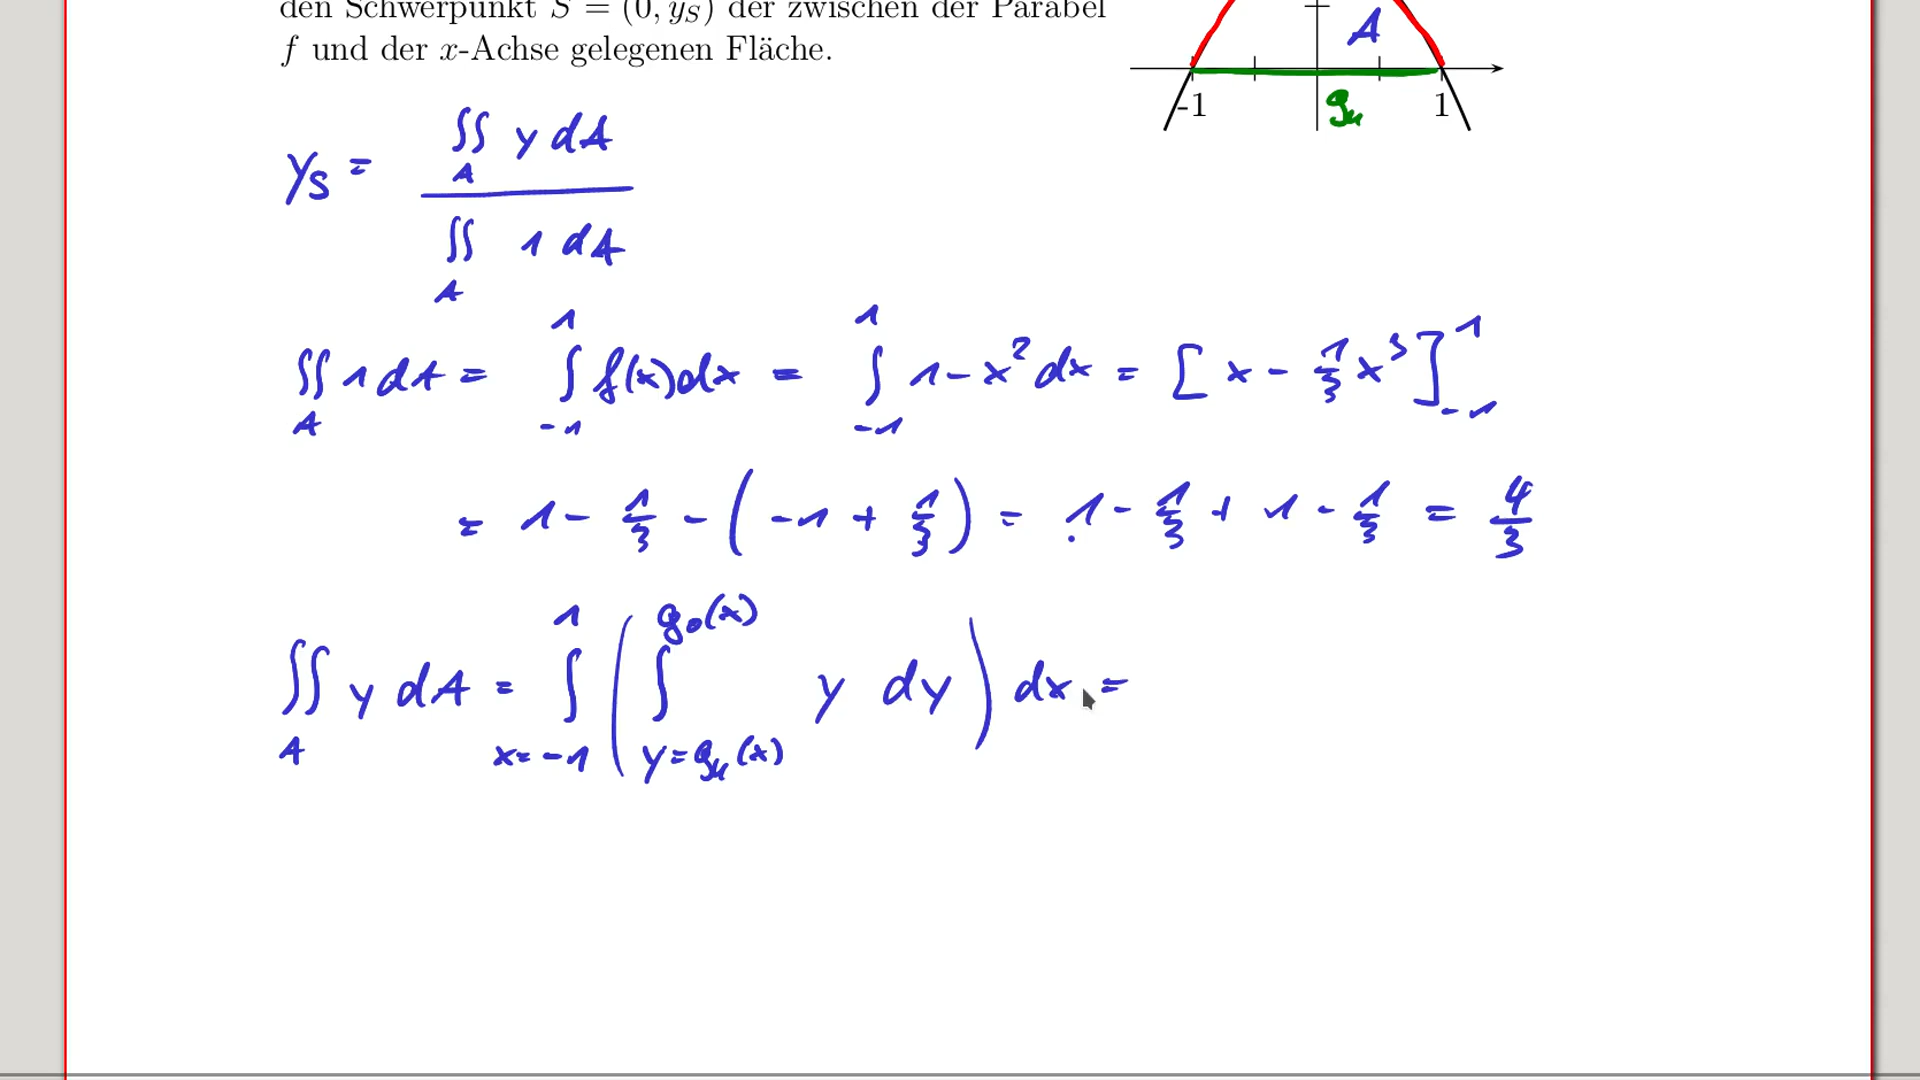 den Schwerpunkt S = (0, y_S) der zwischen der Parabel
f und der x-Achse gelegenen Fläche.
A
-1 g_u 1
y_S = ∬_A y dA / ∬_A 1 dA
∬_A 1 dA = ∫_{-1}^{1} f(x)dx = ∫_{-1}^{1} 1 - x² dx = [x - 1/3 x³]_{-1}^{1}
= 1 - 1/3 - (-1 + 1/3) = 1 - 1/3 + 1 - 1/3 = 4/3
∬_A y dA = ∫_{x=-1}^{1} ( ∫_{y=g_u(x)}^{g_o(x)} y dy ) dx =